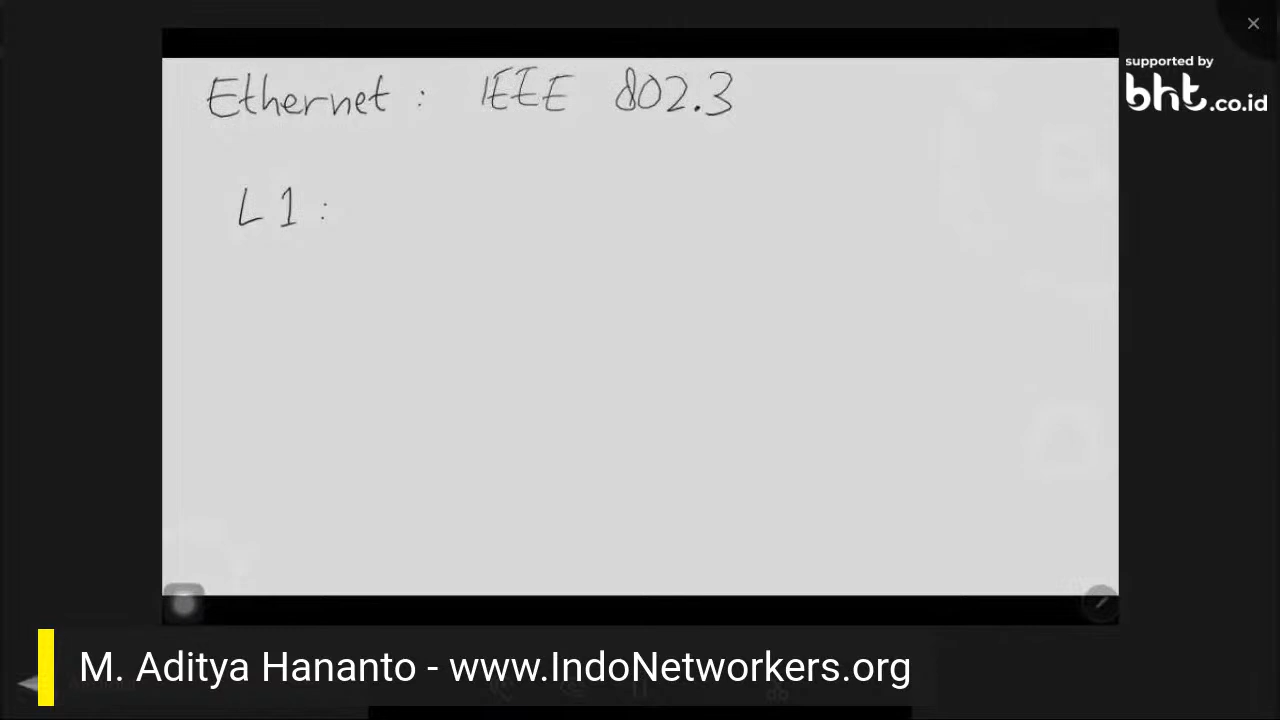 Ethernet : IEEE 802.3
L1 :
supported by
bht.co.id
M. Aditya Hananto - www.IndoNetworkers.org